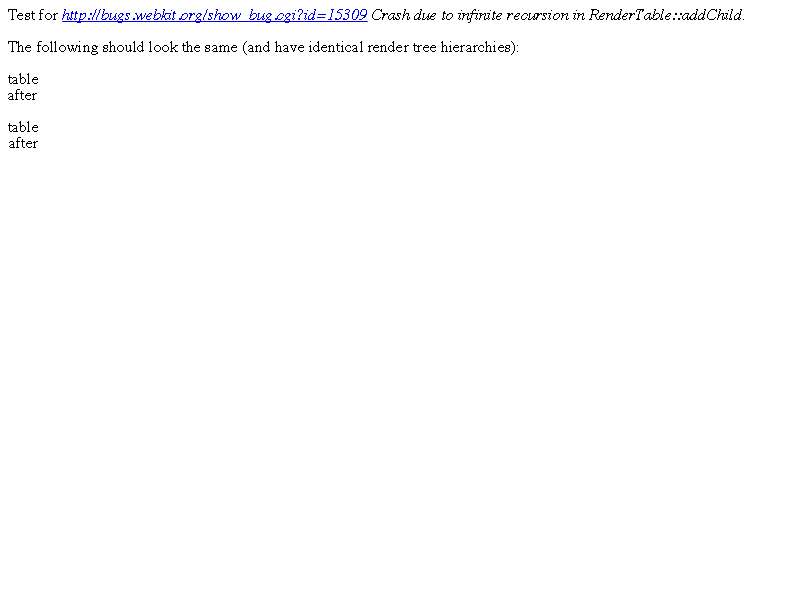 Test for http://bugs.webkit.org/show_bug.cgi?id=15309 Crash due to infinite recursion in RenderTable::addChild.
The following should look the same (and have identical render tree hierarchies):
table
after
table
after